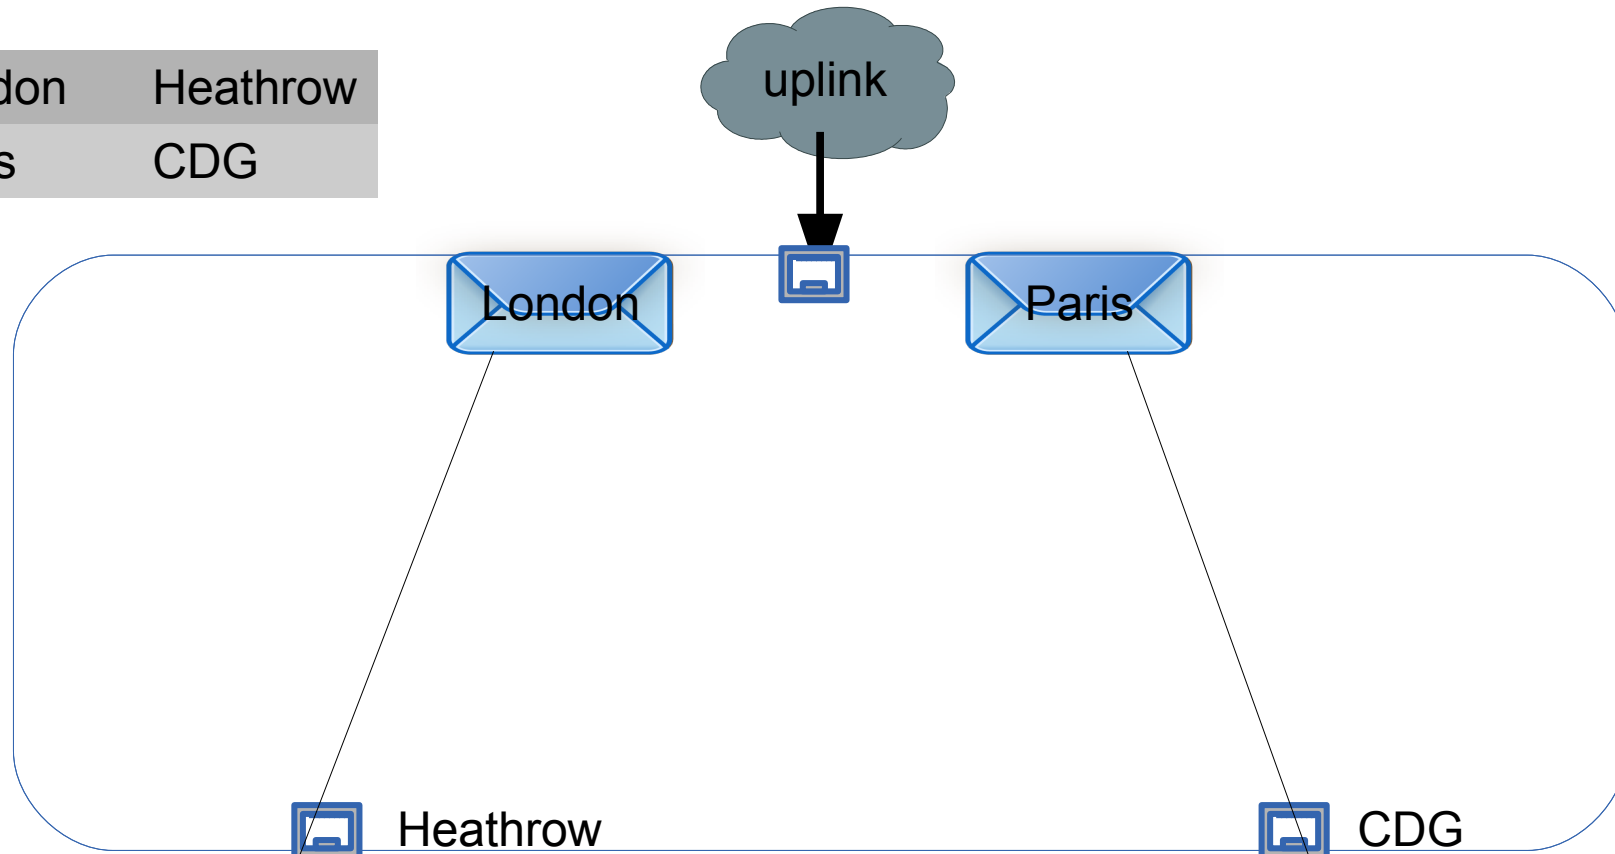 don Heathrow
s CDG
uplink
London
Paris
Heathrow
CDG